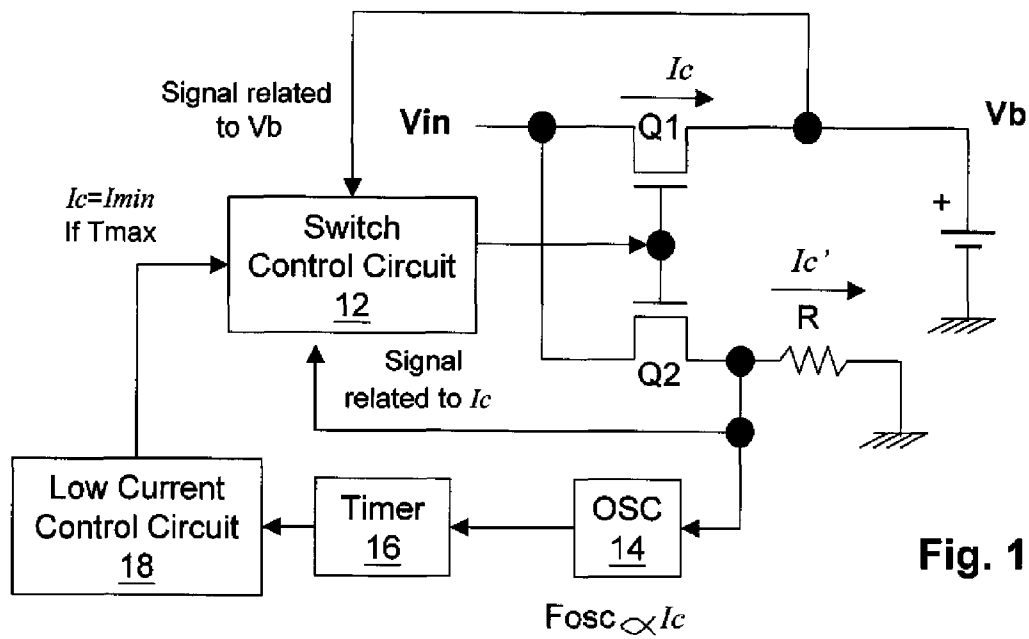 Signal related
to Vb
Vin
Ic
Q1
Vb
Ic=Imin
If Tmax
Switch
Control Circuit
12
+
Ic'
R
Q2
Signal
related to Ic
Low Current
Control Circuit
18
Timer
16
OSC
14
Fosc ∝ Ic
Fig. 1